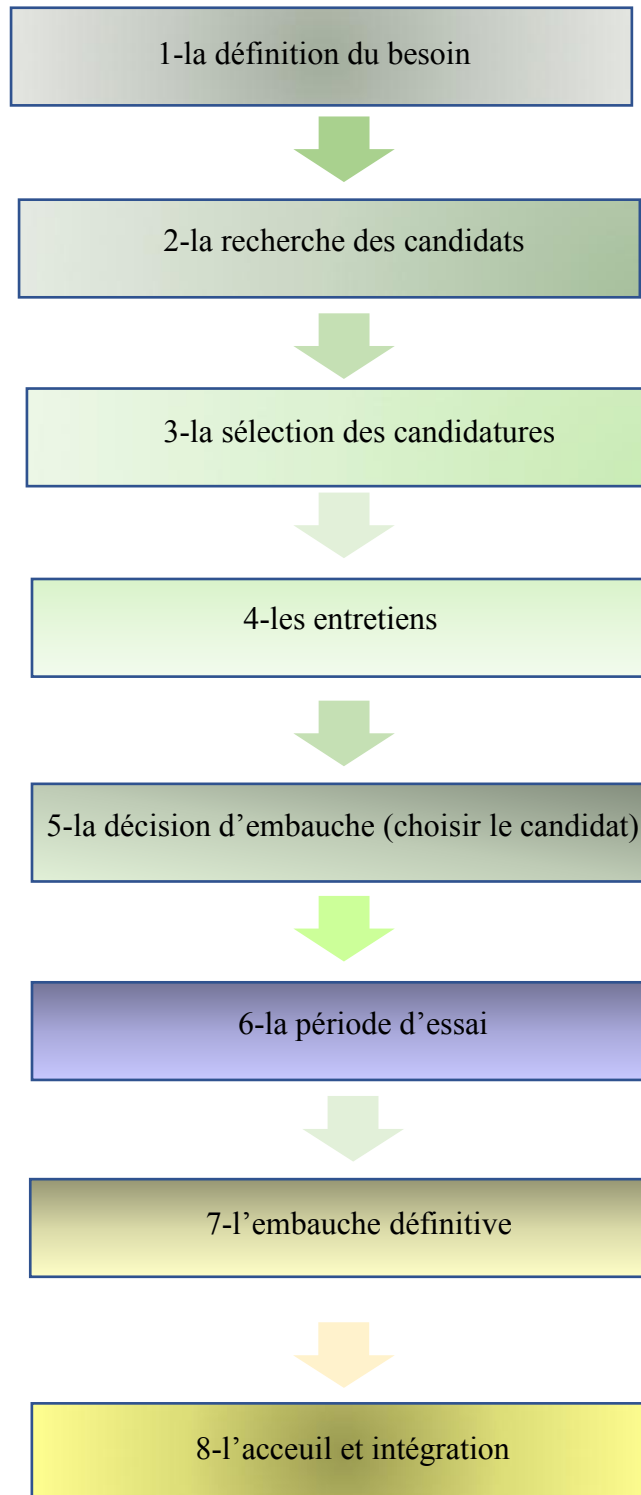 1-la définition du besoin
2-la recherche des candidats
3-la sélection des candidatures
4-les entretiens
5-la décision d’embauche (choisir le candidat)
6-la période d’essai
7-l’embauche définitive
8-l’acceuil et intégration